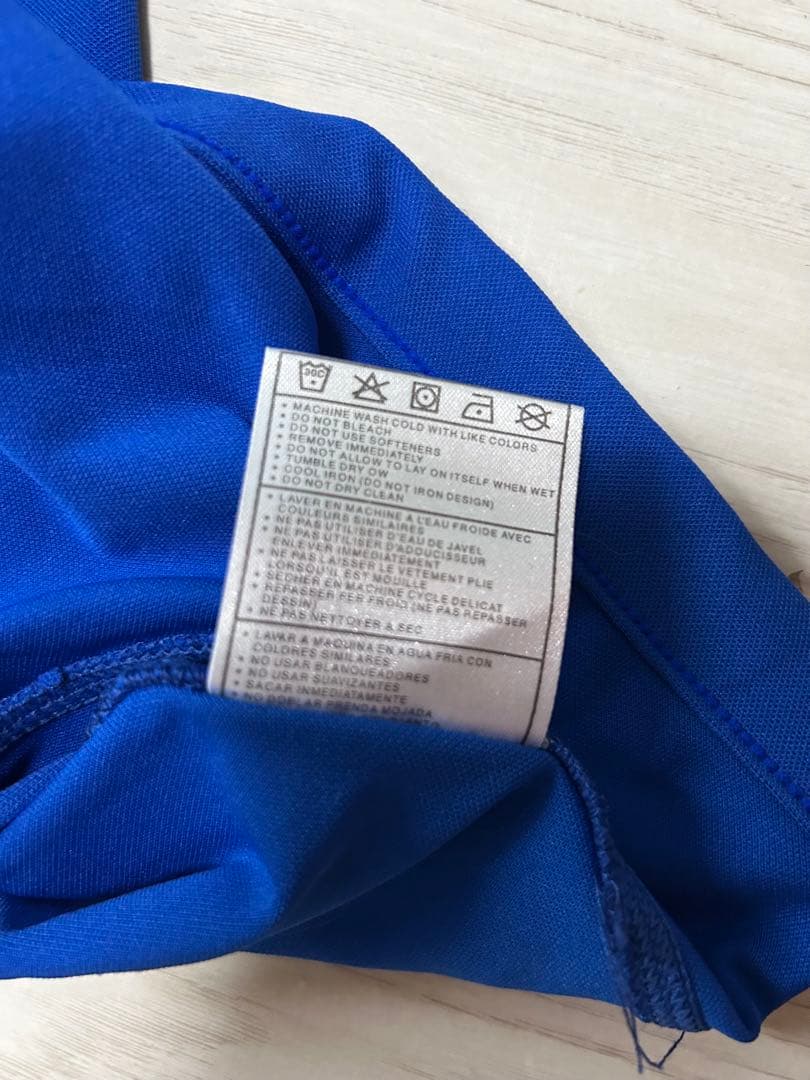 30C
• MACHINE WASH COLD WITH LIKE COLORS
• DO NOT BLEACH
• DO NOT USE SOFTENERS
• REMOVE IMMEDIATELY
• DO NOT ALLOW TO LAY ON ITSELF WHEN WET
• TUMBLE DRY OW
• COOL IRON (DO NOT IRON DESIGN)
• DO NOT DRY CLEAN
• LAVER EN MACHINE A L'EAU FROIDE AVEC
COULEURS SIMILAIRES
• NE PAS UTILISER D'EAU DE JAVEL
• NE PAS UTILISER D'ADOUCISSEUR
ENLEVER IMMEDIATEMENT
• NE PAS LAISSER LE VETEMENT PLIE
LORSQU'IL EST MOUILLE
• SECHER EN MACHINE CYCLE DELICAT
• REPASSER FER FROID (NE PAS REPASSER
DESSIN)
• NE PAS NETTOYER A SEC
• LAVAR A MAQUINA EN AGUA FRIA CON
COLORES SIMILARES
• NO USAR BLANQUEADORES
• NO USAR SUAVIZANTES
• SACAR INMEDIATAMENTE
PRENDA MOJADA